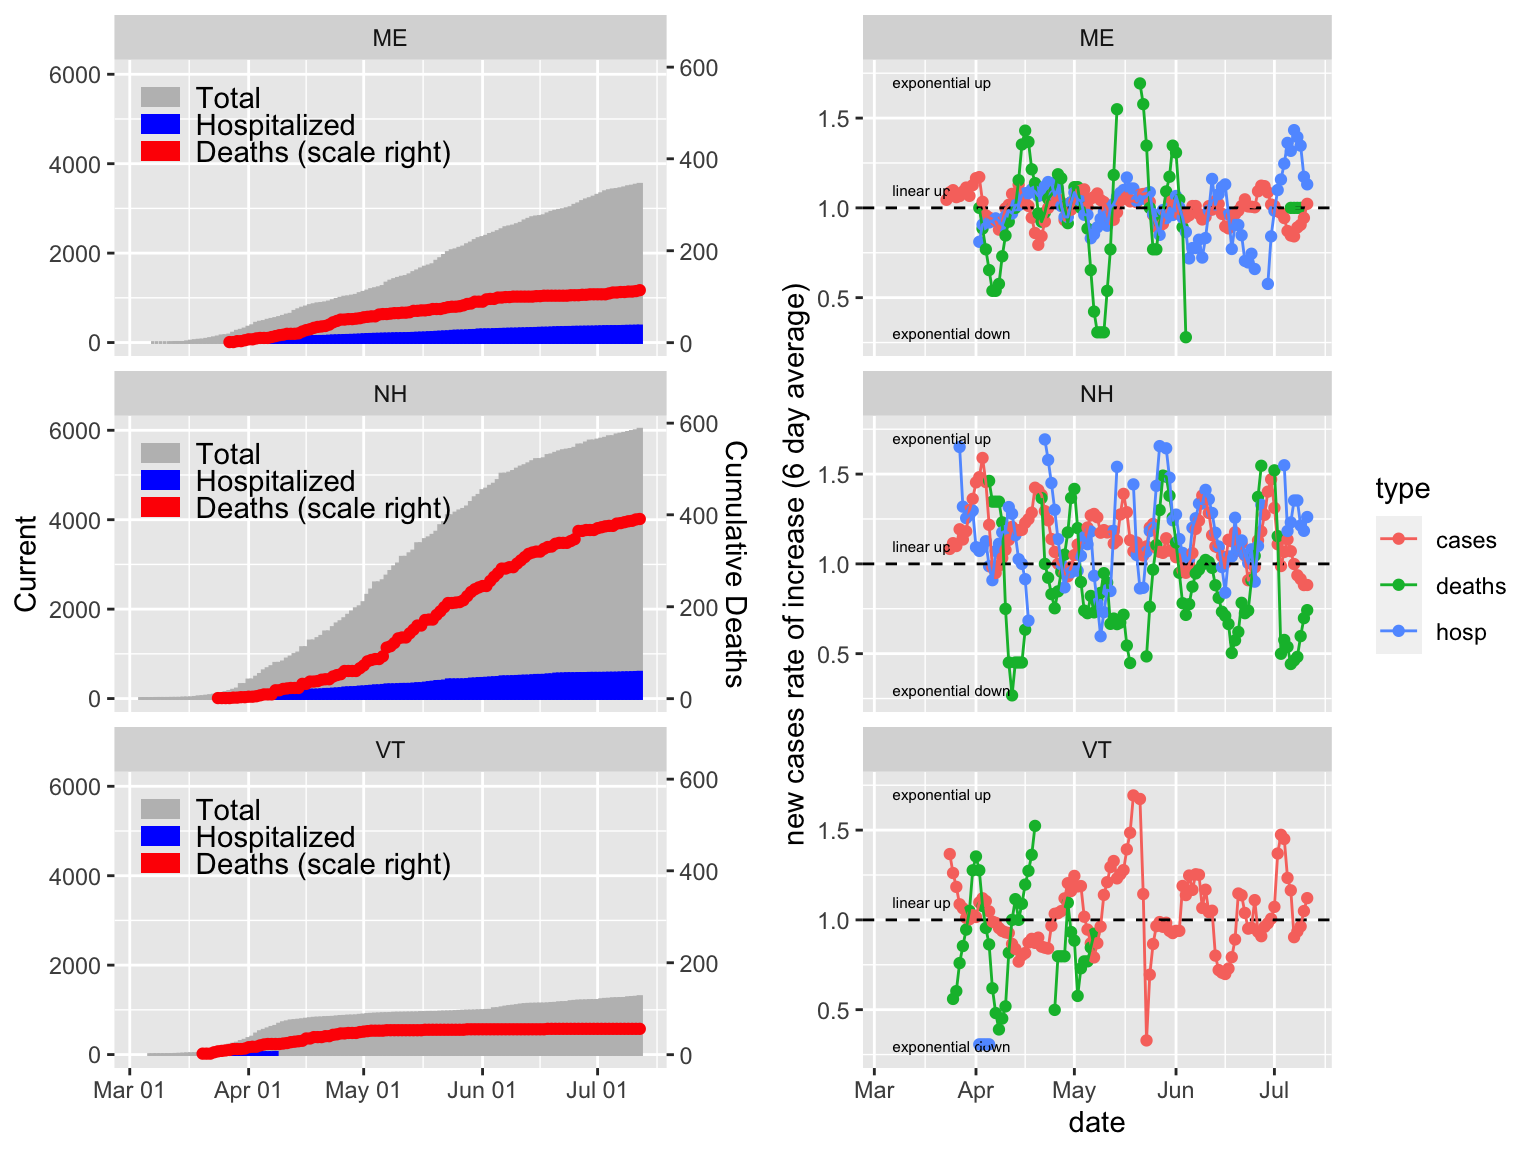 ME
6000
4000
2000
0
600
400
200
0
Total
Hospitalized
Deaths (scale right)
NH
6000
4000
2000
0
600
400
200
0
Total
Hospitalized
Deaths (scale right)
VT
6000
4000
2000
0
600
400
200
0
Total
Hospitalized
Deaths (scale right)
Mar 01
Apr 01
May 01
Jun 01
Jul 01
Current
Cumulative Deaths
ME
1.5
1.0
0.5
exponential up
linear up
exponential down
NH
1.5
1.0
0.5
exponential up
linear up
exponential down
VT
1.5
1.0
0.5
exponential up
linear up
exponential down
Mar
Apr
May
Jun
Jul
date
new cases rate of increase (6 day average)
type
cases
deaths
hosp